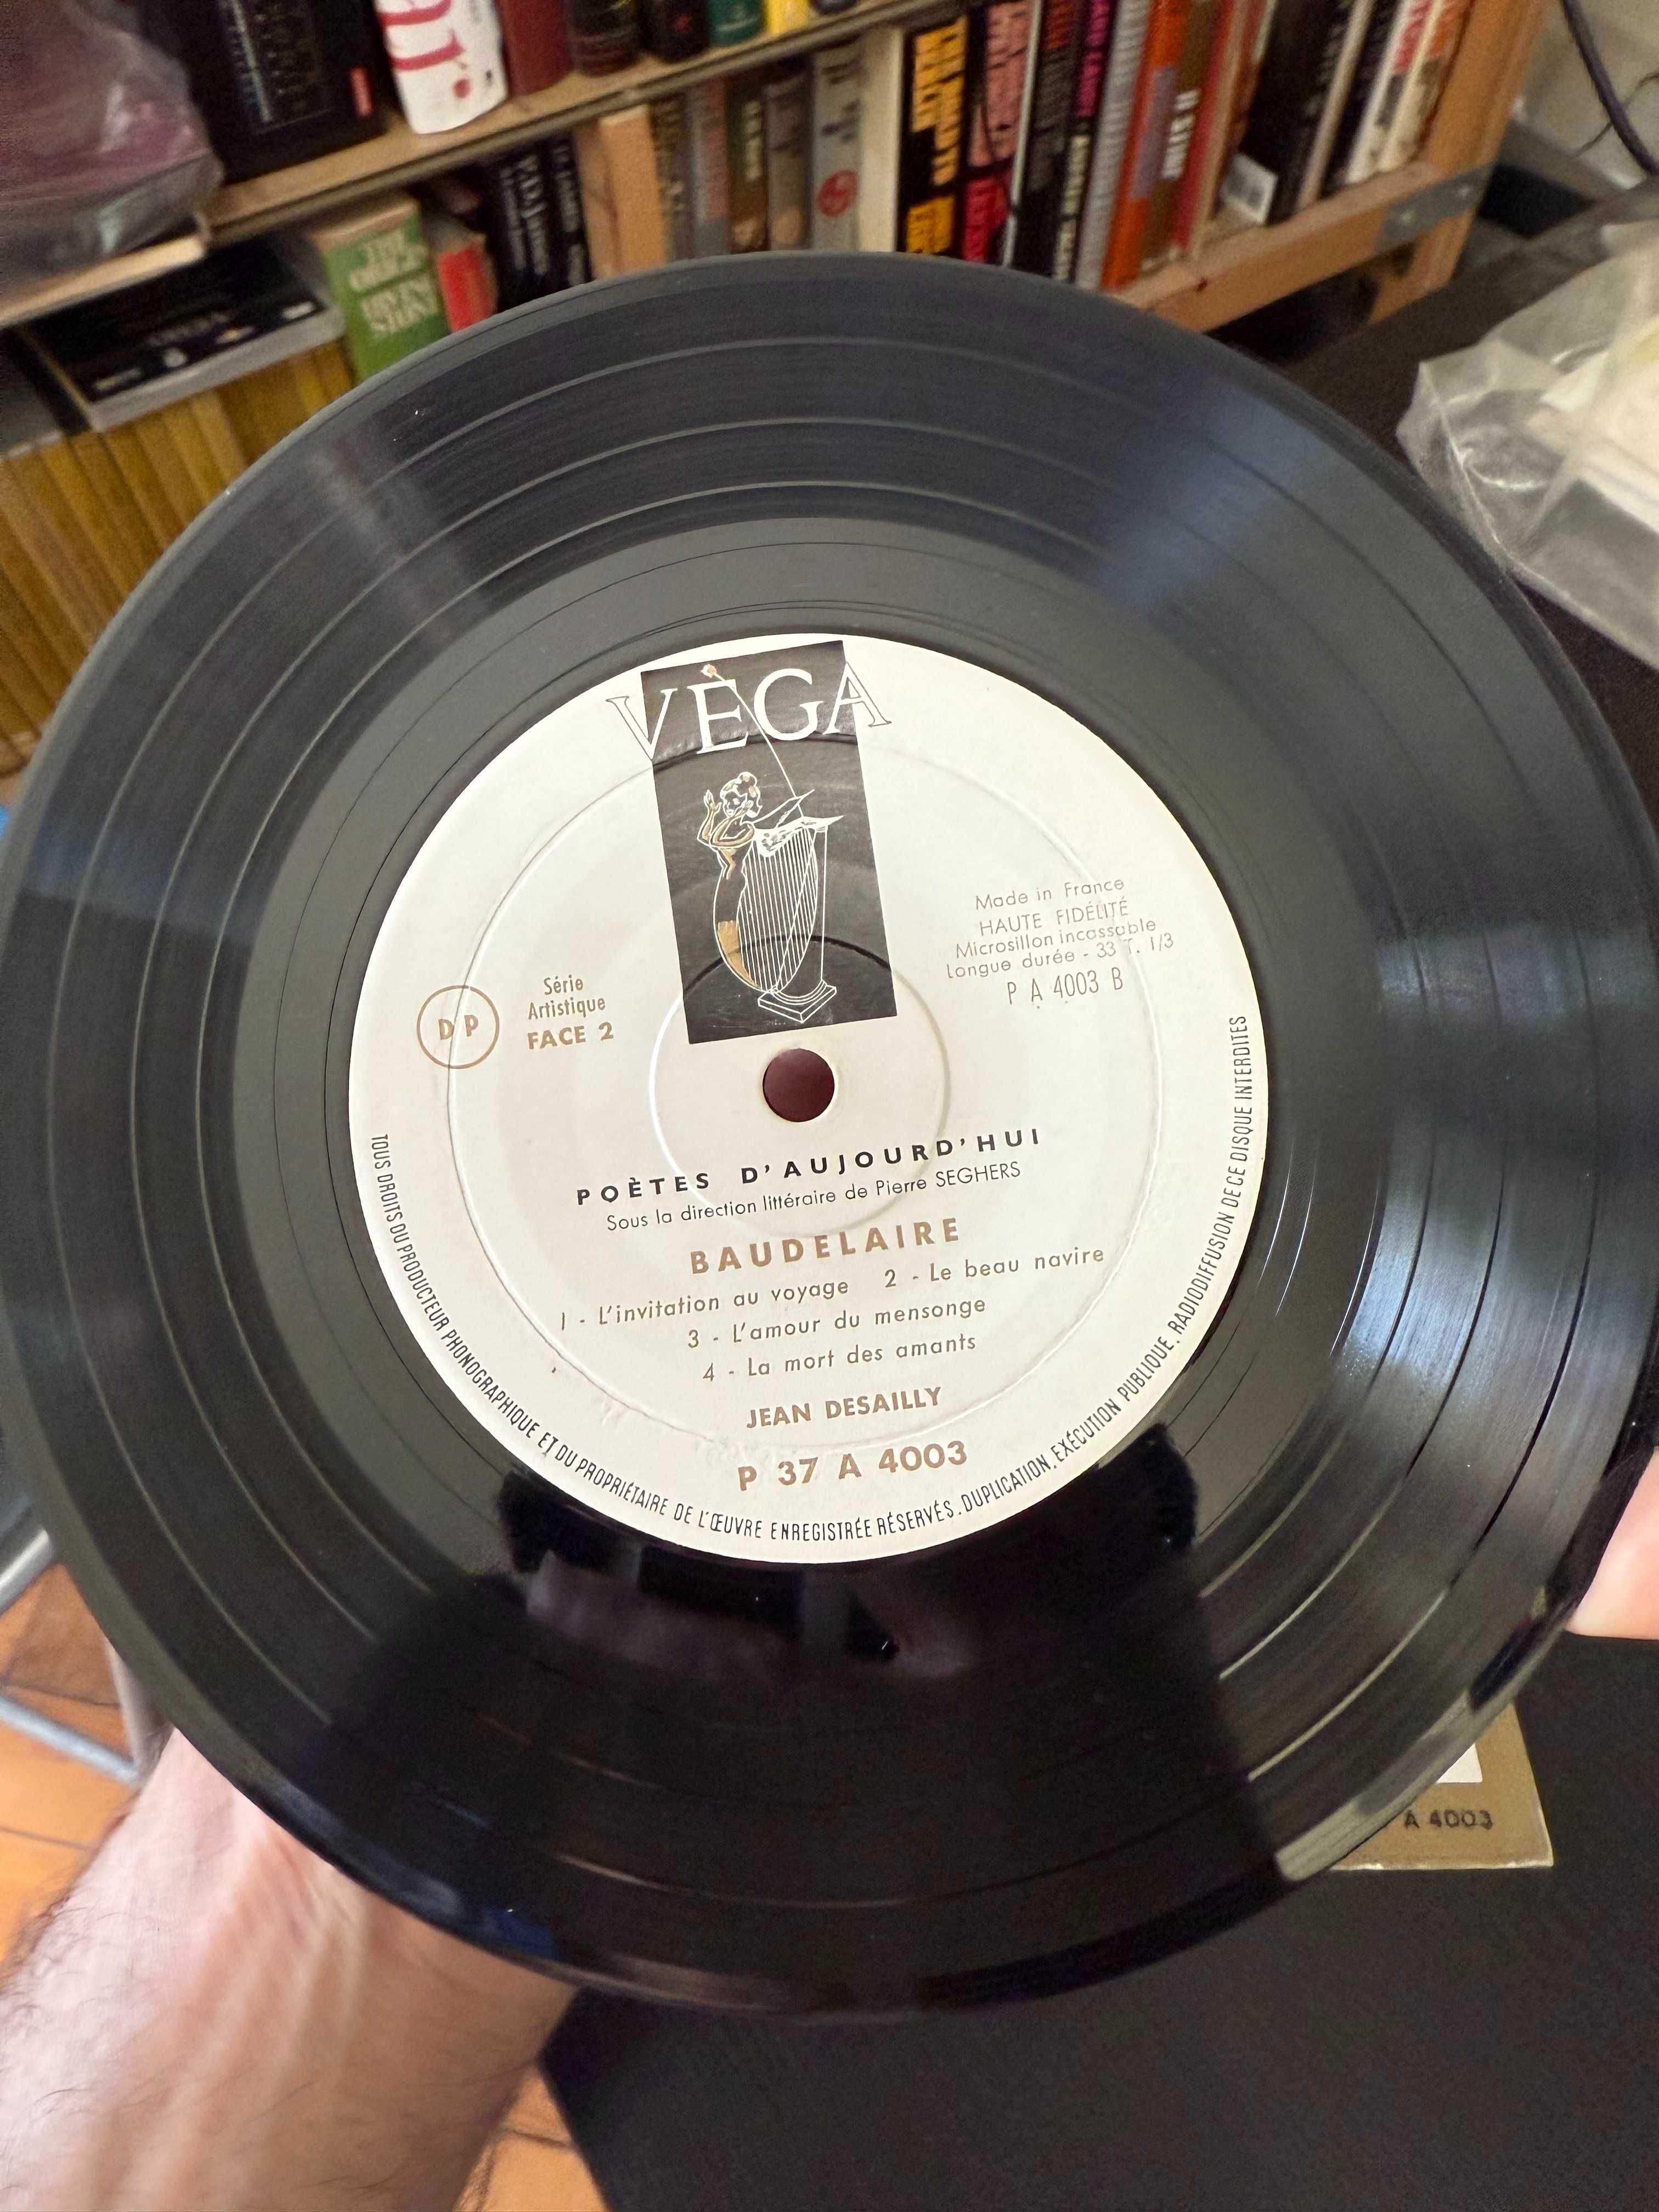 THE
ORIGIN
VÉGA
Made in France
HAUTE FIDÉLITÉ
Microsillon incassable
Longue durée - 33 T. 1/3
P A 4003 B
D P
Série
Artistique
FACE 2
POÈTES D'AUJOURD'HUI
Sous la direction littéraire de Pierre SEGHERS
BAUDELAIRE
1 - L'invitation au voyage 2 - Le beau navire
3 - L'amour du mensonge
4 - La mort des amants
JEAN DESAILLY
P 37 A 4003
TOUS DROITS DU PRODUCTEUR PHONOGRAPHIQUE ET DU PROPRIÉTAIRE DE L'ŒUVRE ENREGISTRÉE RÉSERVÉS. DUPLICATION, EXÉCUTION PUBLIQUE, RADIODIFFUSION DE CE DISQUE INTERDITES
A 4003